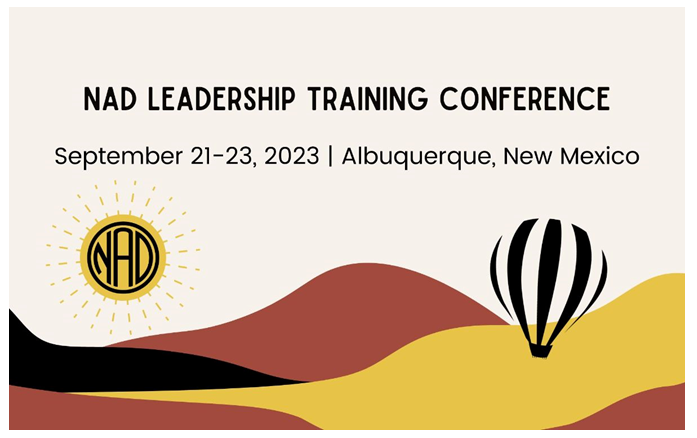 NAD LEADERSHIP TRAINING CONFERENCE
September 21-23, 2023 | Albuquerque, New Mexico
NAD